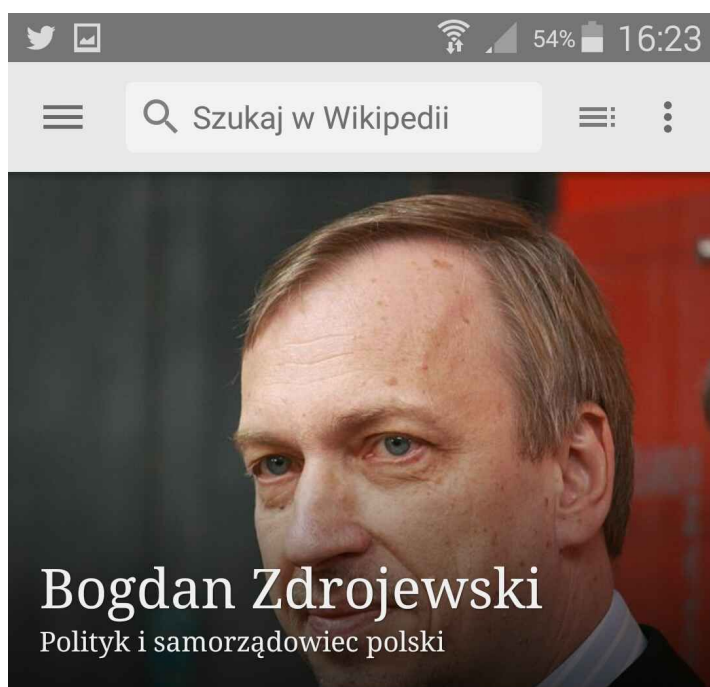 54% 16:23
Szukaj w Wikipedii
Bogdan Zdrojewski
Polityk i samorządowiec polski